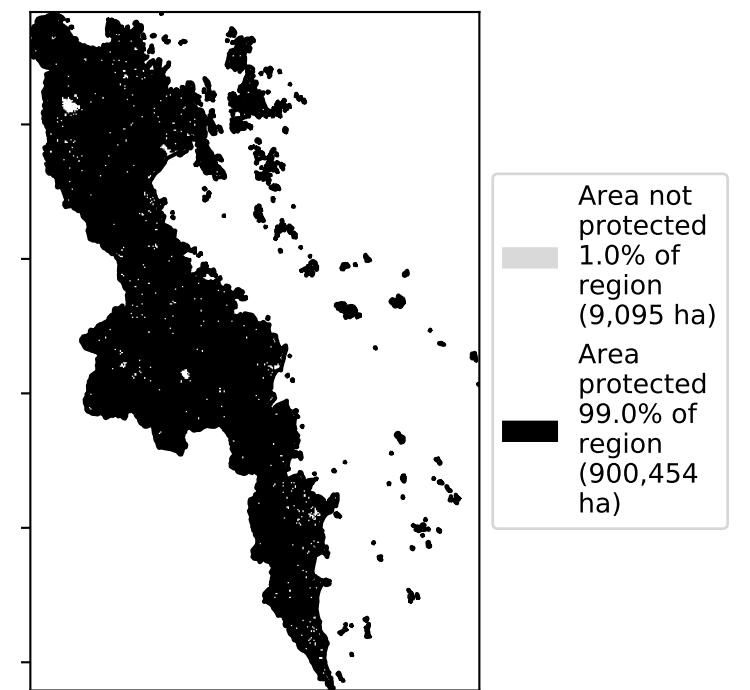 Area not
protected
1.0% of
region
(9,095 ha)
Area
protected
99.0% of
region
(900,454
ha)